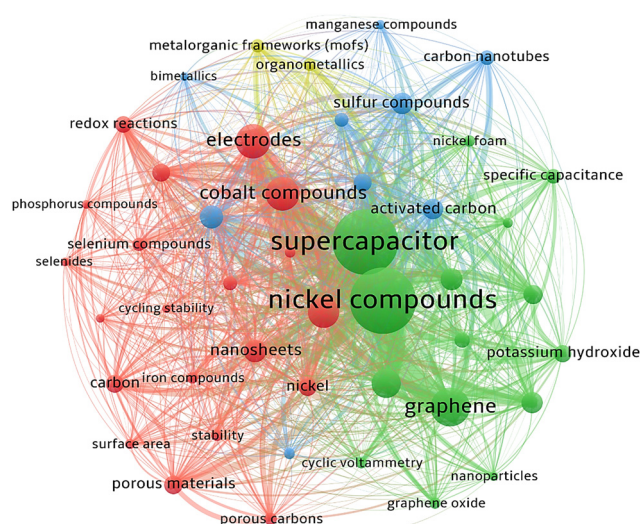 manganese compounds
metalorganic frameworks (mofs)
carbon nanotubes
organometallics
bimetallics
sulfur compounds
redox reactions
electrodes
nickel foam
specific capacitance
cobalt compounds
phosphorus compounds
activated carbon
supercapacitor
selenium compounds
selenides
nickel compounds
cycling stability
nanosheets
potassium hydroxide
carbon
iron compounds
nickel
graphene
stability
surface area
cyclic voltammetry
nanoparticles
porous materials
graphene oxide
porous carbons